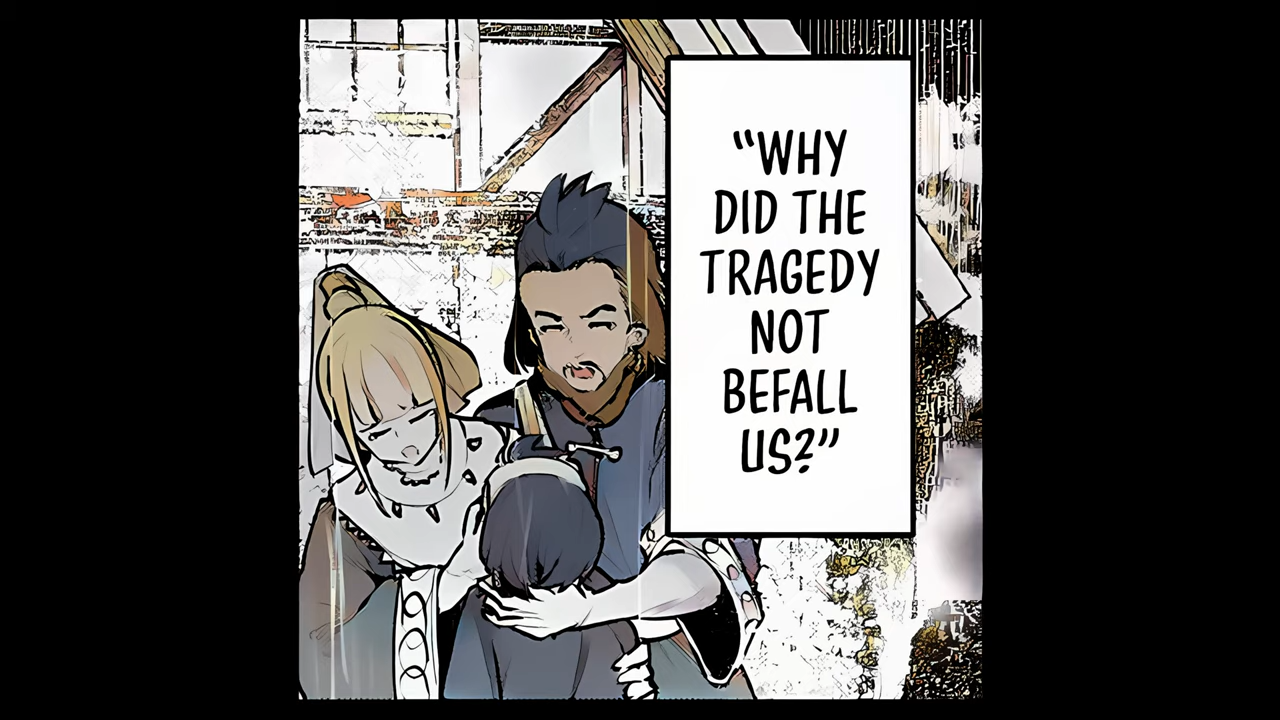 “WHY
DID THE
TRAGEDY
NOT
BEFALL
US?”